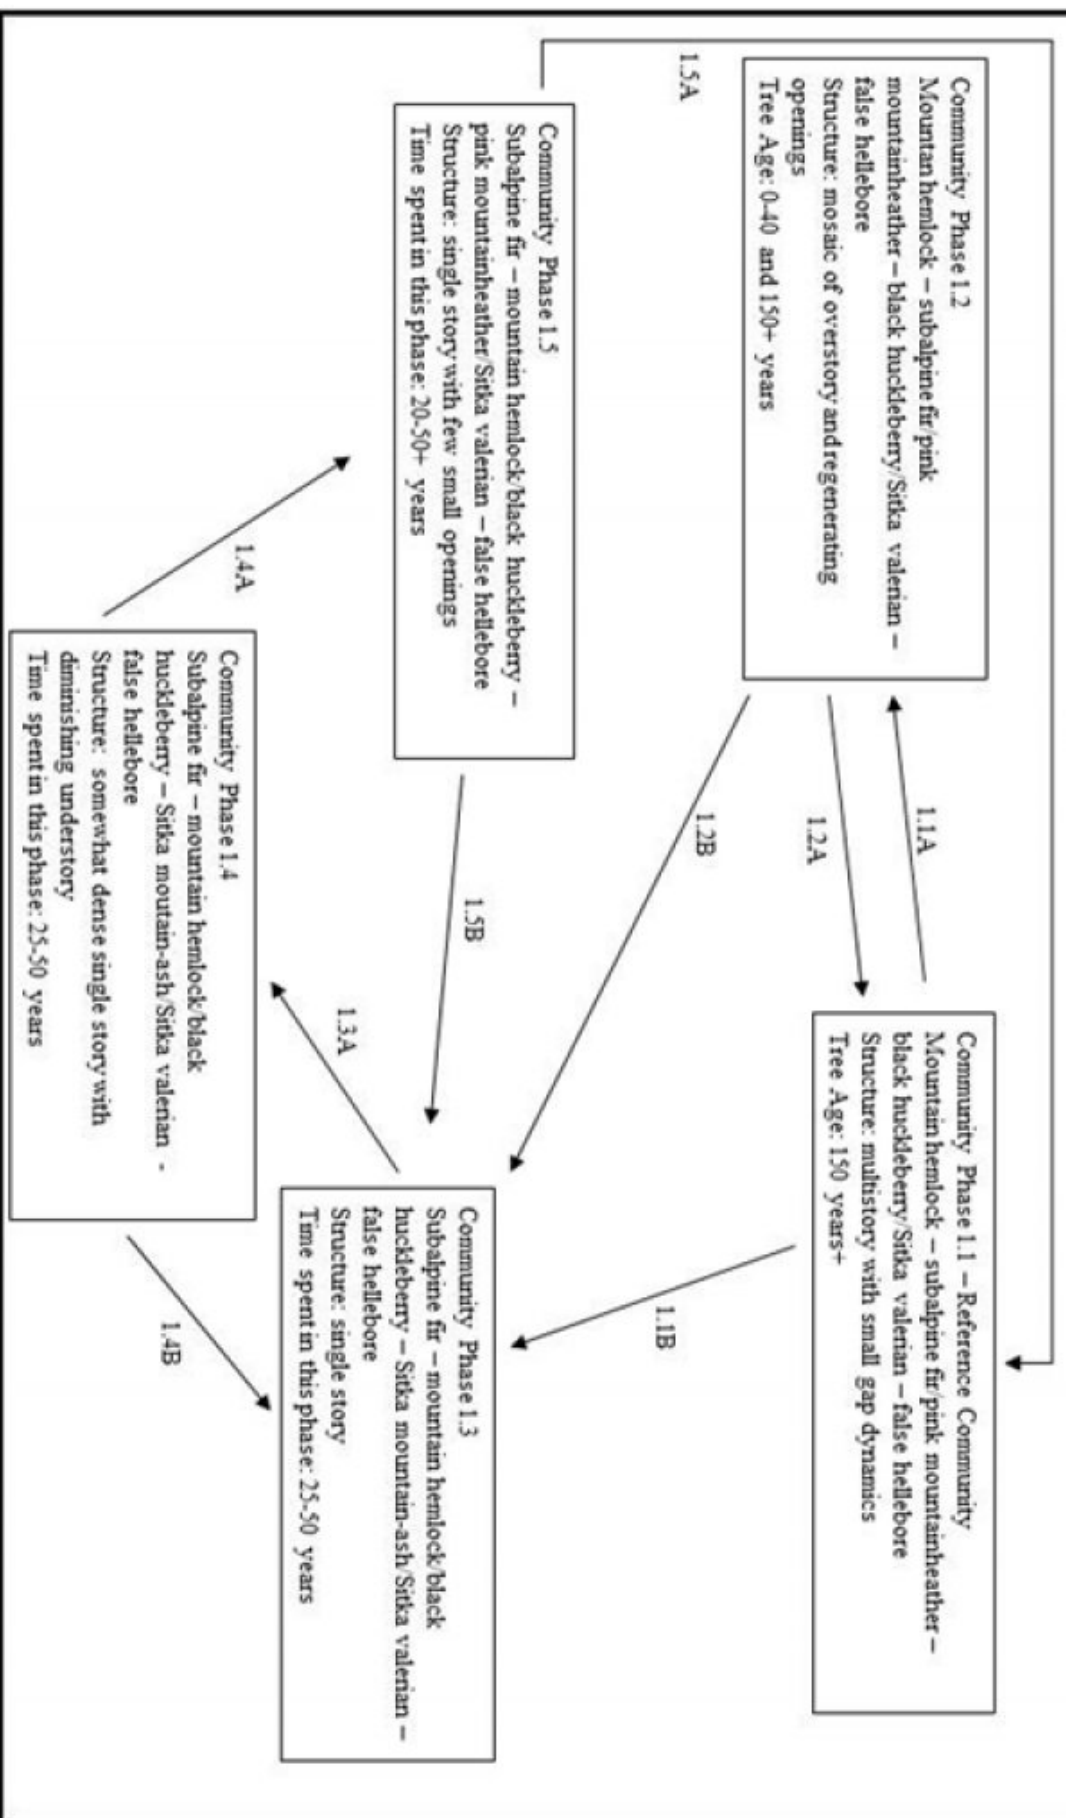 Community Phase 1.2
Mountan hemlock – subalpine fir/pink
mountainheather – black huckleberry/Sitka valerian –
false hellebore
Structure: mosaic of overstory and regenerating
openings
Tree Age: 0-40 and 150+ years
1.1A
1.2A
Community Phase 1.1 – Reference Community
Mountain hemlock – subalpine fir/pink mountainheather –
black huckleberry/Sitka valerian – false hellebore
Structure: multistory with small gap dynamics
Tree Age: 150 years+
1.5A
1.2B
1.1B
Community Phase 1.5
Subalpine fir – mountain hemlock/black huckleberry –
pink mountainheather/Sitka valerian – false hellebore
Structure: single story with few small openings
Time spent in this phase: 20-50+ years
1.5B
Community Phase 1.3
Subalpine fir – mountain hemlock/black
huckleberry – Sitka mountain-ash/Sitka valerian –
false hellebore
Structure: single story
Time spent in this phase: 25-50 years
1.3A
1.4A
Community Phase 1.4
Subalpine fir – mountain hemlock/black
huckleberry – Sitka moutain-ash/Sitka valerian -
false hellebore
Structure: somewhat dense single story with
diminishing understory
Time spent in this phase: 25-50 years
1.4B